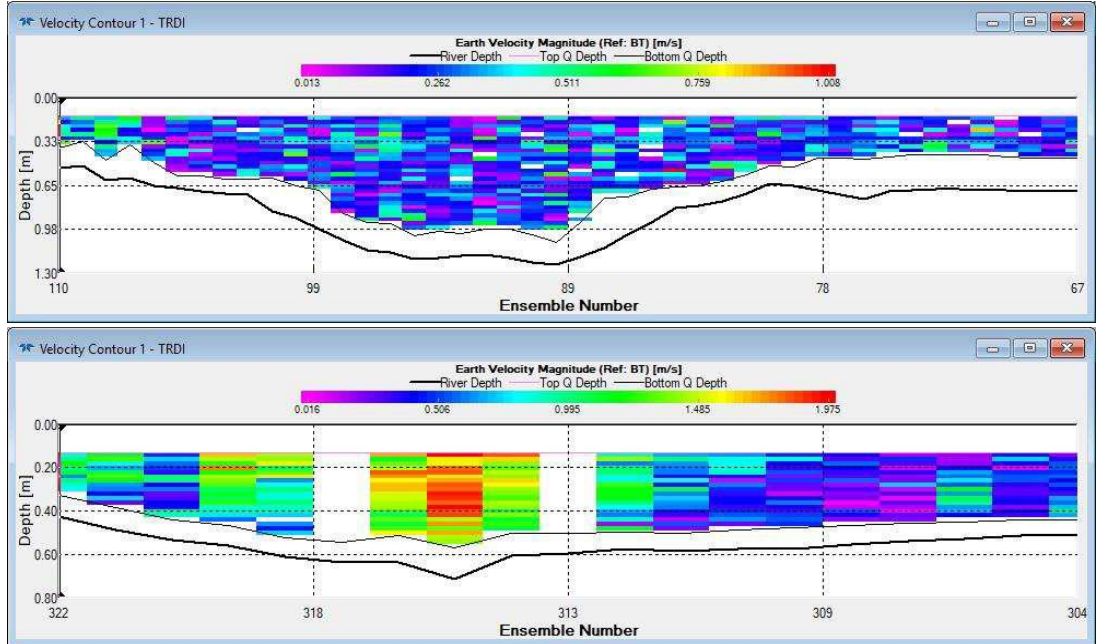 Velocity Contour 1 - TRDI
Earth Velocity Magnitude (Ref: BT) [m/s]
River Depth Top Q Depth Bottom Q Depth
0.013 0.262 0.511 0.759 1.008
0.00
0.33
0.65
0.98
1.30
Depth [m]
110 99 89 78 67
Ensemble Number
Velocity Contour 1 - TRDI
Earth Velocity Magnitude (Ref: BT) [m/s]
River Depth Top Q Depth Bottom Q Depth
0.016 0.506 0.995 1.485 1.975
0.00
0.20
0.40
0.60
0.80
Depth [m]
322 318 313 309 304
Ensemble Number